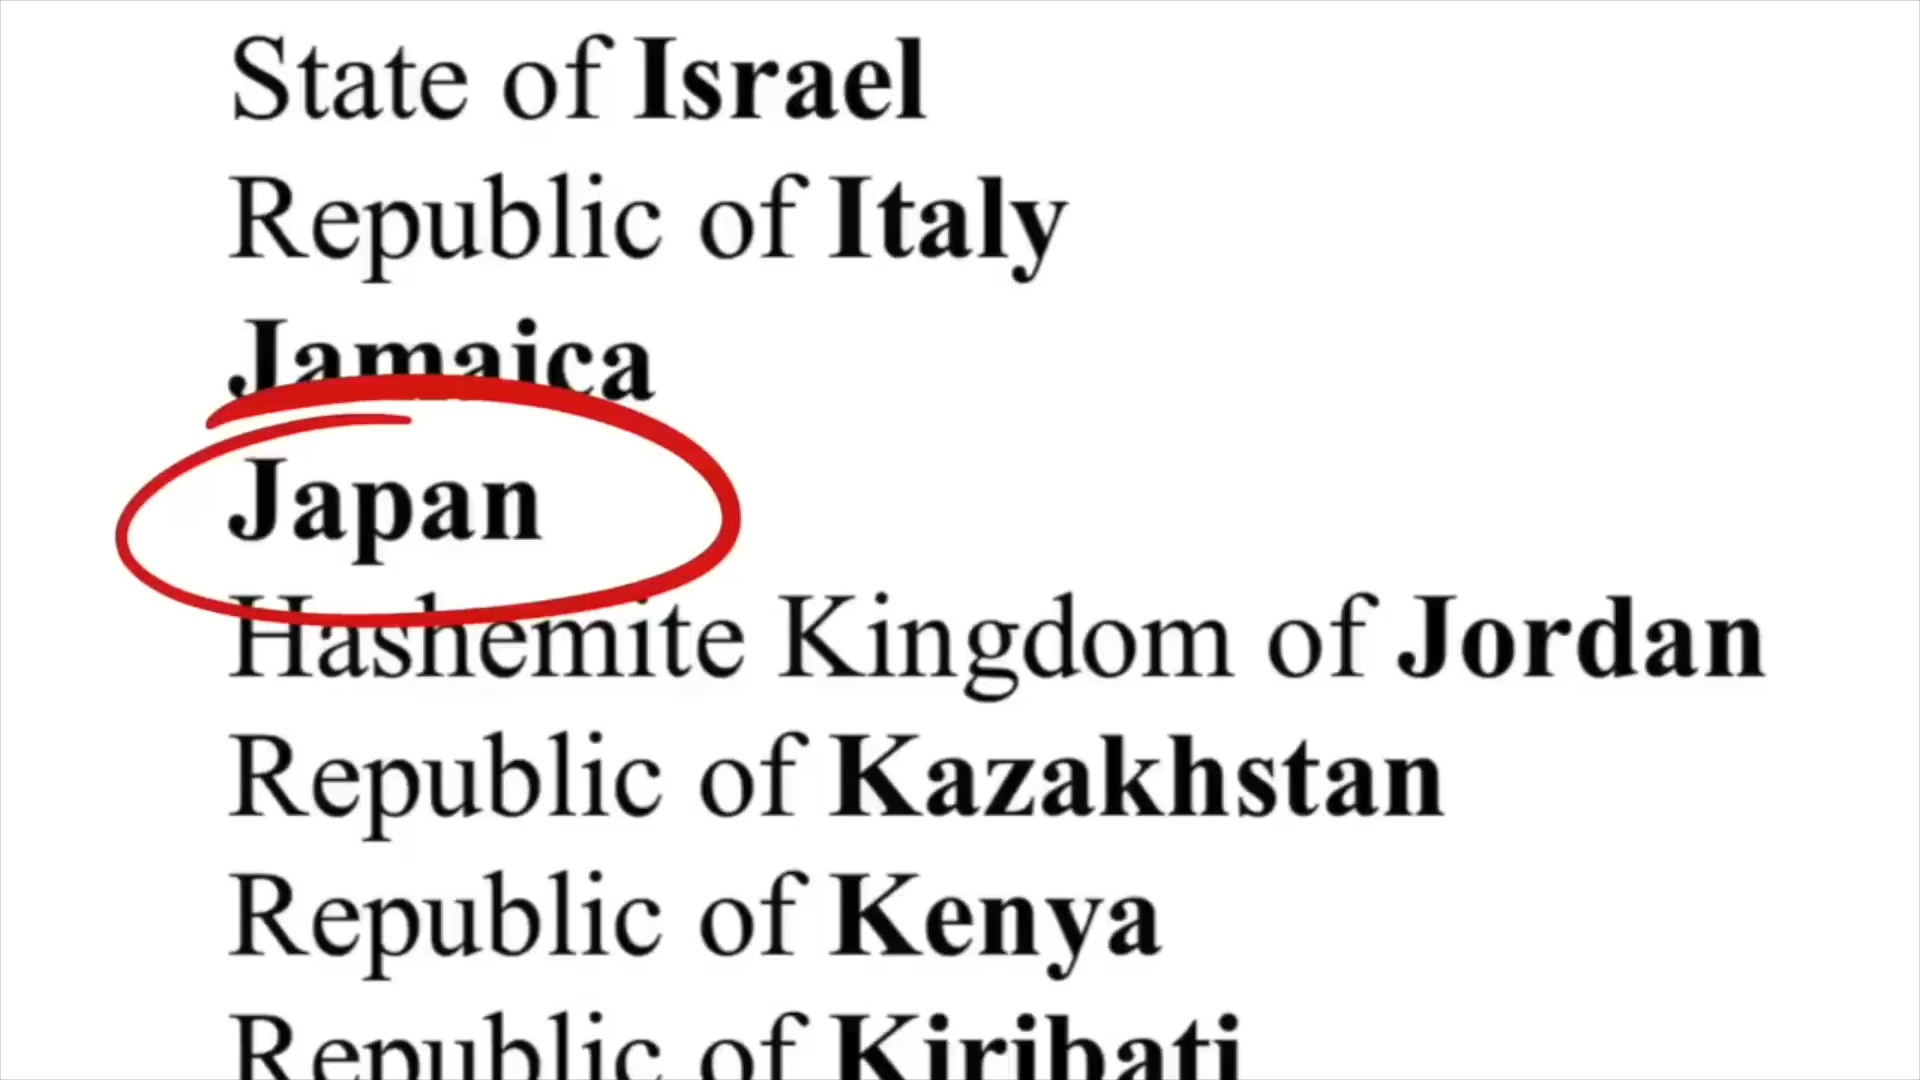 State of Israel
Republic of Italy
Jamaica
Japan
Hashemite Kingdom of Jordan
Republic of Kazakhstan
Republic of Kenya
Republic of Kiribati